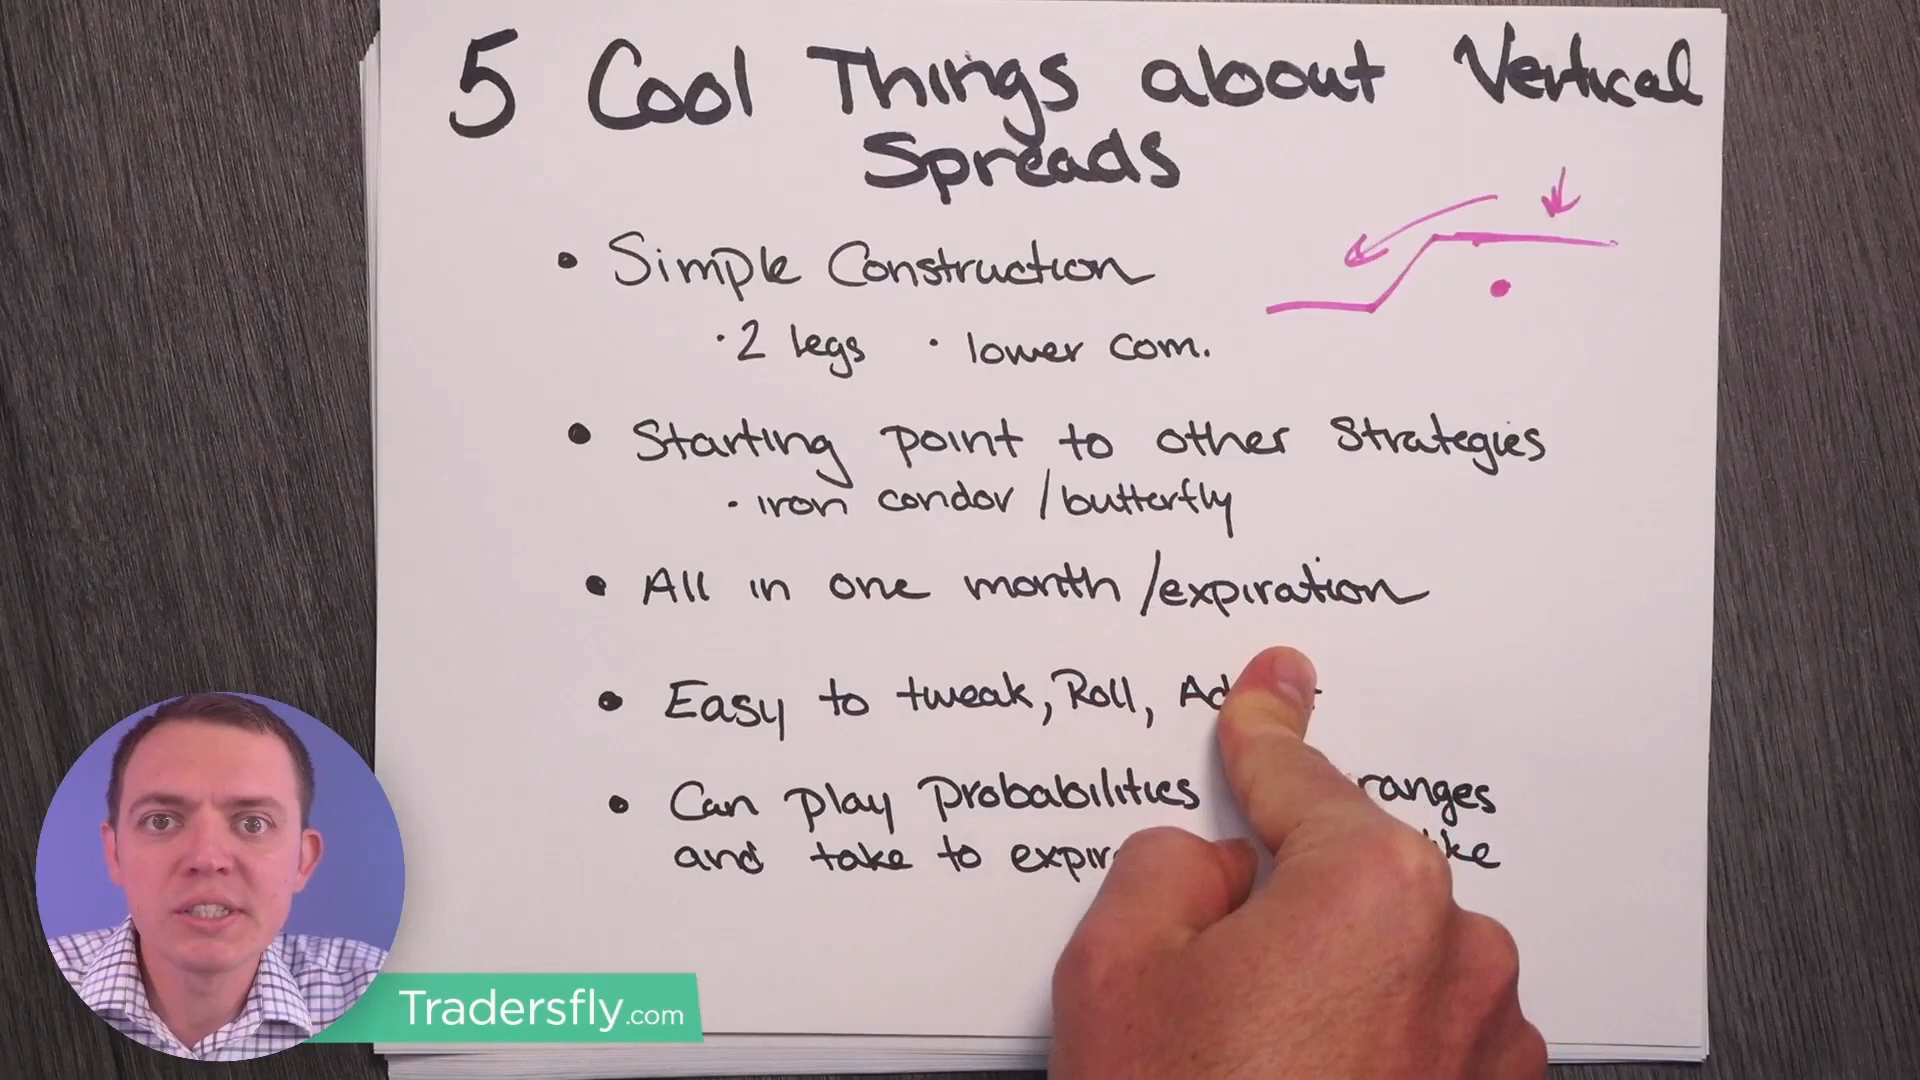 5 Cool Things about Vertical
Spreads
• Simple Construction
· 2 legs · lower com.
• Starting point to other Strategies
· iron condor / butterfly
• All in one month / expiration
• Easy to tweak, Roll,
• Can play probabilities ranges
and take to
Tradersfly.com